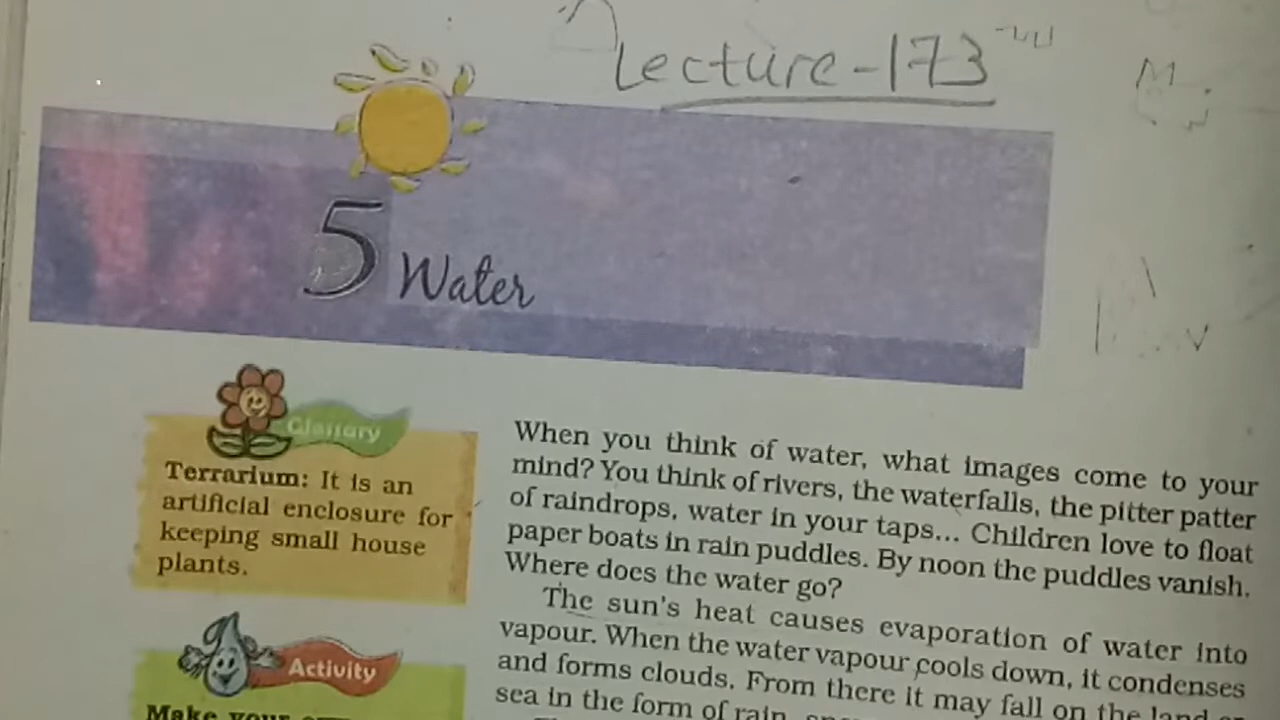 Lecture-173
5 Water
Glossary
Terrarium: It is an
artificial enclosure for
keeping small house
plants.
Activity
Make your
When you think of water, what images come to your
mind? You think of rivers, the waterfalls, the pitter patter
of raindrops, water in your taps... Children love to float
paper boats in rain puddles. By noon the puddles vanish.
Where does the water go?
The sun's heat causes evaporation of water into
vapour. When the water vapour cools down, it condenses
and forms clouds. From there it may fall on the land or
sea in the form of rain,